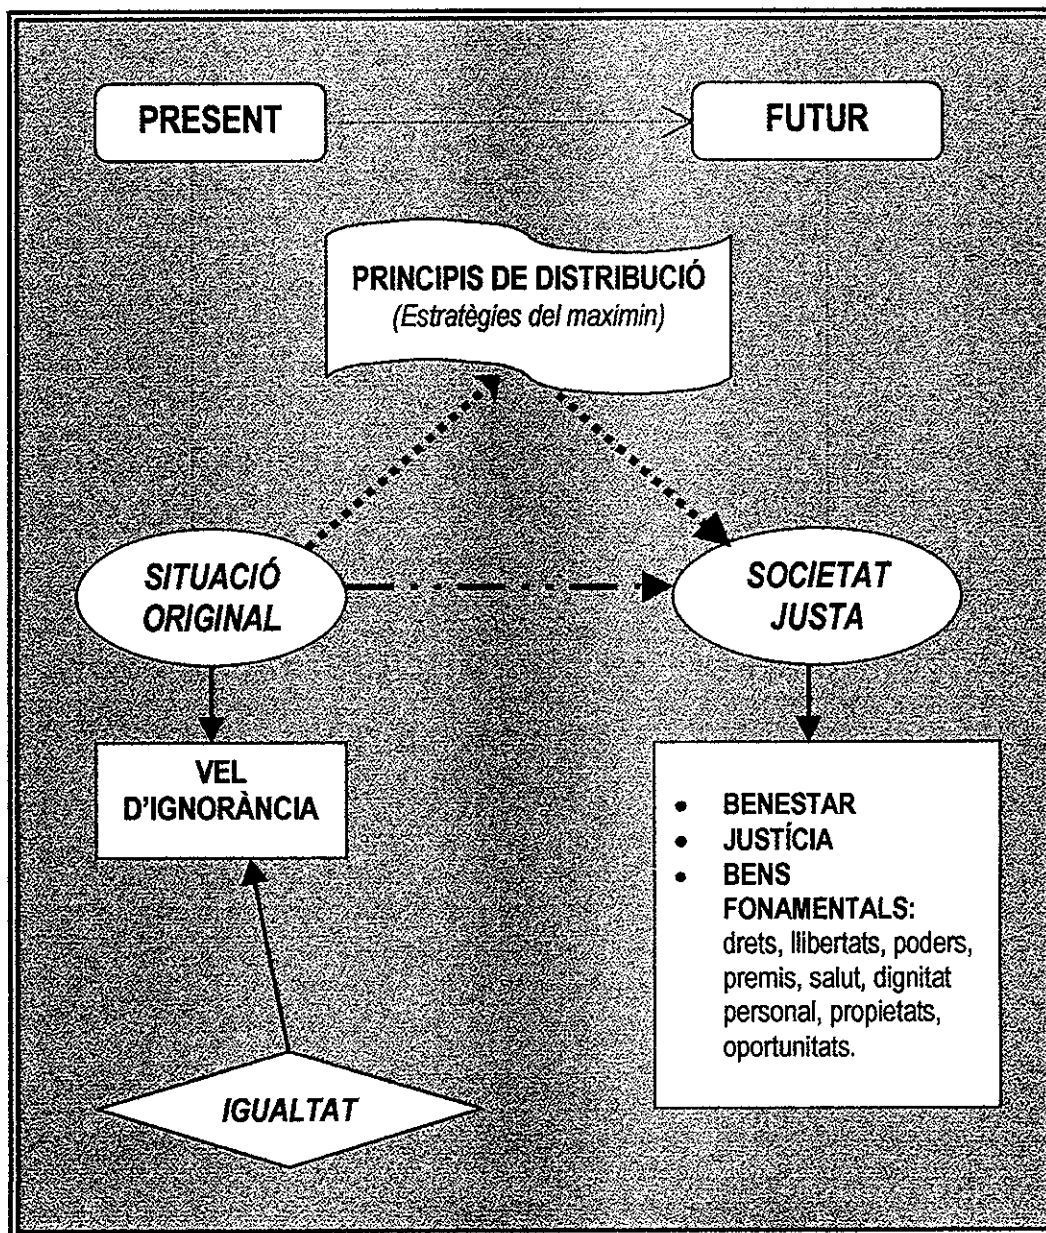 PRESENT
FUTUR
PRINCIPIS DE DISTRIBUCIÓ
(Estratègies del maximin)
SITUACIÓ
ORIGINAL
SOCIETAT
JUSTA
VEL
D'IGNORÀNCIA
• BENESTAR
• JUSTÍCIA
• BENS
FONAMENTALS:
drets, llibertats, poders,
premis, salut, dignitat
personal, propietats,
oportunitats.
IGUALTAT